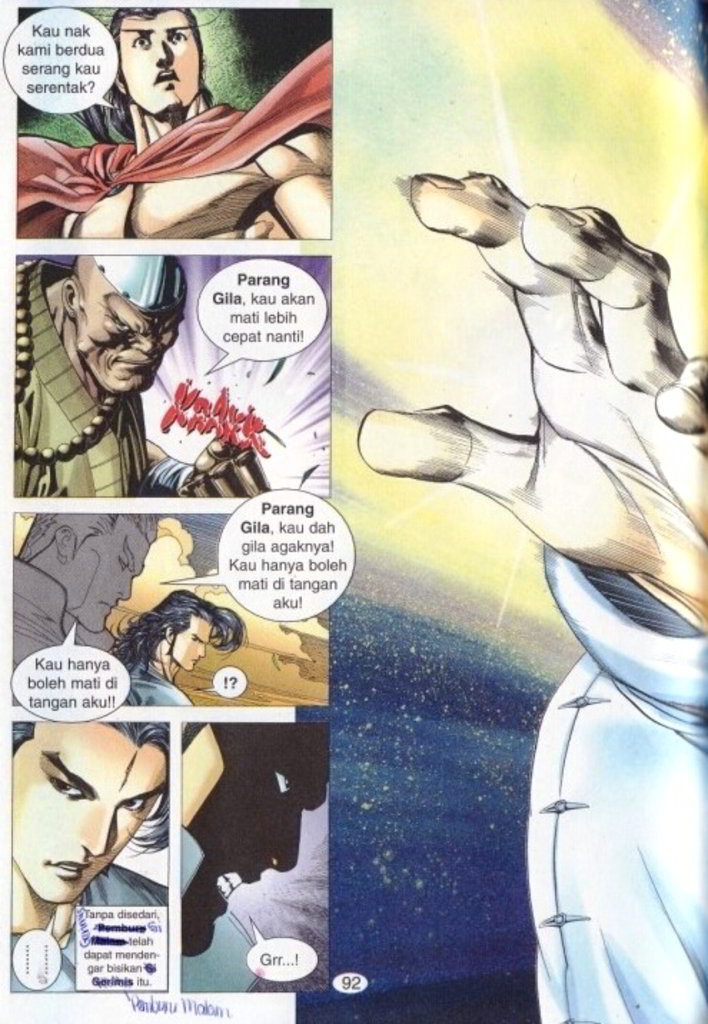 Kau nak
kami berdua
serang kau
serentak?
Parang
Gila, kau akan
mati lebih
cepat nanti!
Parang
Gila, kau dah
gila agaknya!
Kau hanya boleh
mati di tangan
aku!
Kau hanya
boleh mati di
tangan aku!!
!?
Tanpa disedari,
Pemburu
Malam telah
dapat menden-
gar bisikan
Gerimis itu.
Grr...!
92
Pemburu Malam